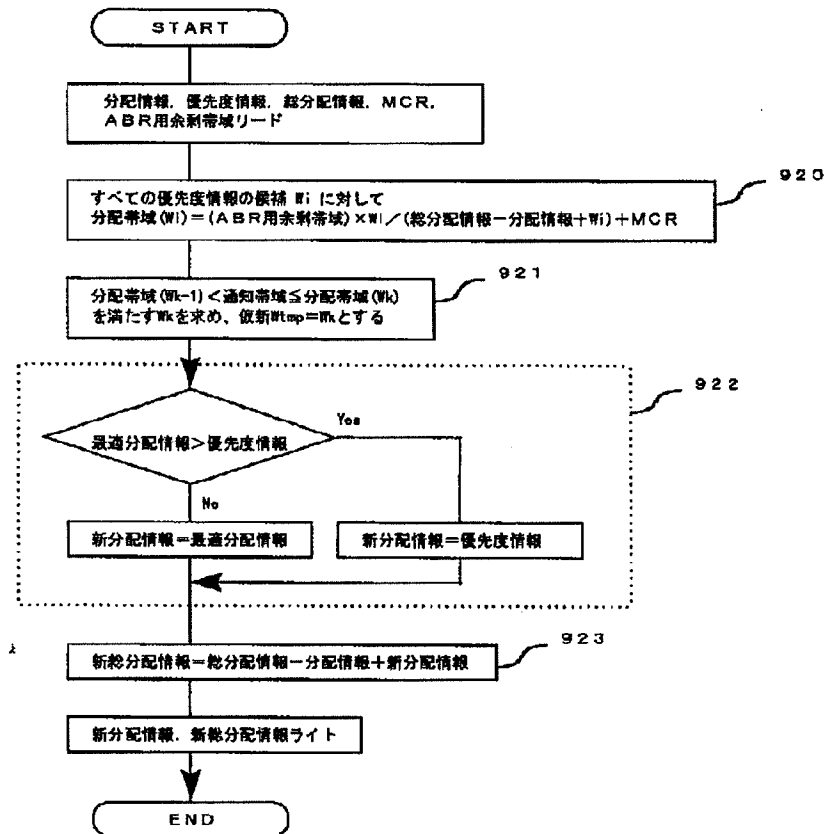 START
分配情報，優先度情報，総分配情報，MCR，
ABR用余剰帯域リード
920
すべての優先度情報の候補 Wi に対して
分配帯域(Wi)＝(ABR用余剰帯域)×Wi／(総分配情報－分配情報＋Wi)＋MCR
921
分配帯域(Wk-1)＜通知帯域≦分配帯域(Wk)
を満たすWkを求め、仮新Wtmp＝Wkとする
922
最適分配情報＞優先度情報
Yes
No
新分配情報＝最適分配情報
新分配情報＝優先度情報
923
新総分配情報＝総分配情報－分配情報＋新分配情報
新分配情報，新総分配情報ライト
END